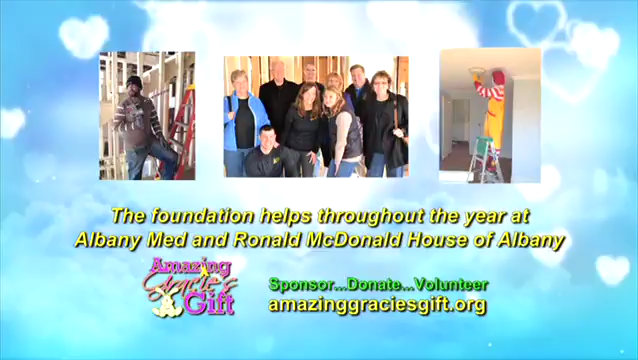 The foundation helps throughout the year at
Albany Med and Ronald McDonald House of Albany
Amazing
Gracie's
Gift
Sponsor...Donate...Volunteer
amazinggraciesgift.org